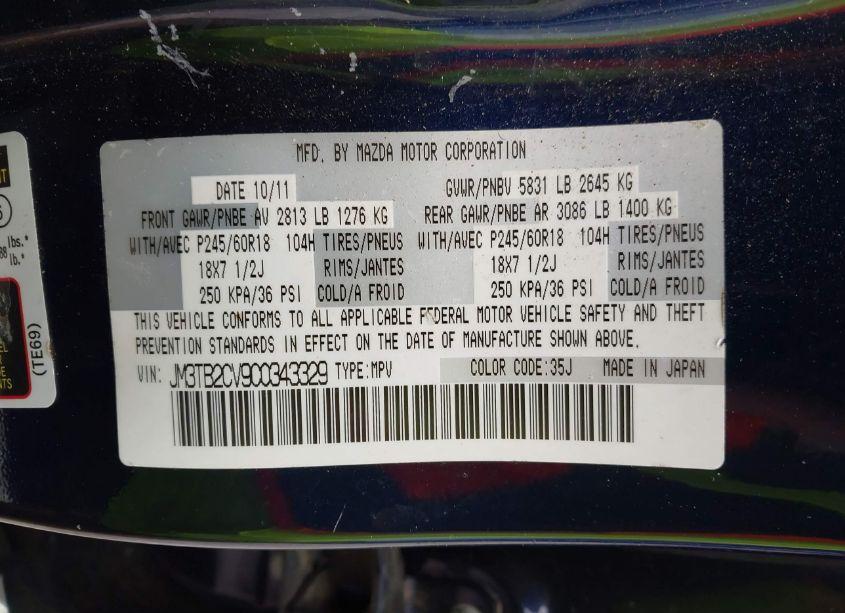 MFD. BY MAZDA MOTOR CORPORATION
DATE 10/11 GVWR/PNBV 5831 LB 2645 KG
FRONT GAWR/PNBE AV 2813 LB 1276 KG REAR GAWR/PNBE AR 3086 LB 1400 KG
WITH/AVEC P245/60R18 104H TIRES/PNEUS WITH/AVEC P245/60R18 104H TIRES/PNEUS
18X7 1/2J RIMS/JANTES 18X7 1/2J RIMS/JANTES
250 KPA/36 PSI COLD/A FROID 250 KPA/36 PSI COLD/A FROID
THIS VEHICLE CONFORMS TO ALL APPLICABLE FEDERAL MOTOR VEHICLE SAFETY AND THEFT
PREVENTION STANDARDS IN EFFECT ON THE DATE OF MANUFACTURE SHOWN ABOVE.
VIN: JM3TB2CV9C0343329 TYPE:MPV COLOR CODE:35J MADE IN JAPAN
lbs.*
lb.*
(TE69)